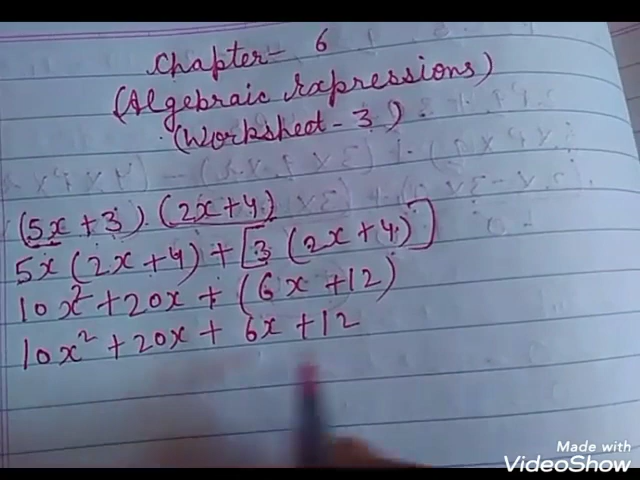 Chapter - 6
(Algebraic Expressions)
(Worksheet - 3)
(5x + 3) (2x + 4)
5x (2x + 4) + [3 (2x + 4)]
10x² + 20x + (6x + 12)
10x² + 20x + 6x + 12
Made with
VideoShow